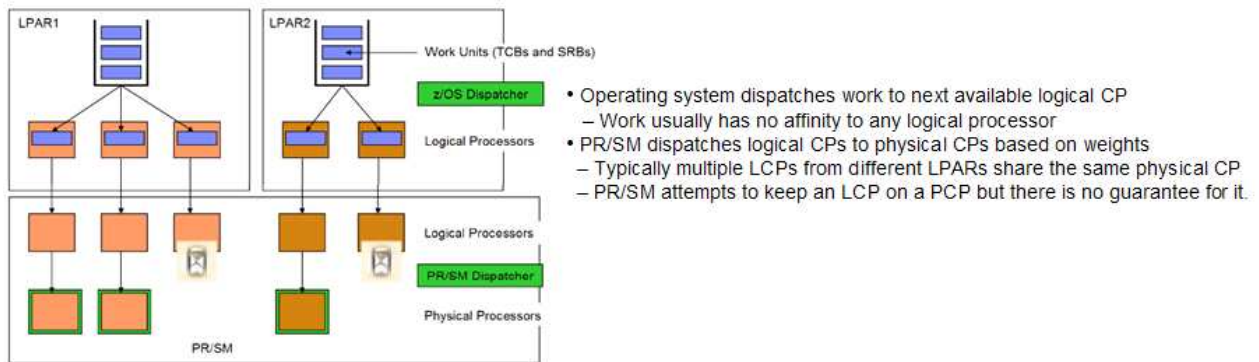 LPAR1
LPAR2
Work Units (TCBs and SRBs)
z/OS Dispatcher
Logical Processors
Logical Processors
PR/SM Dispatcher
Physical Processors
PR/SM
• Operating system dispatches work to next available logical CP
– Work usually has no affinity to any logical processor
• PR/SM dispatches logical CPs to physical CPs based on weights
– Typically multiple LCPs from different LPARs share the same physical CP
– PR/SM attempts to keep an LCP on a PCP but there is no guarantee for it.